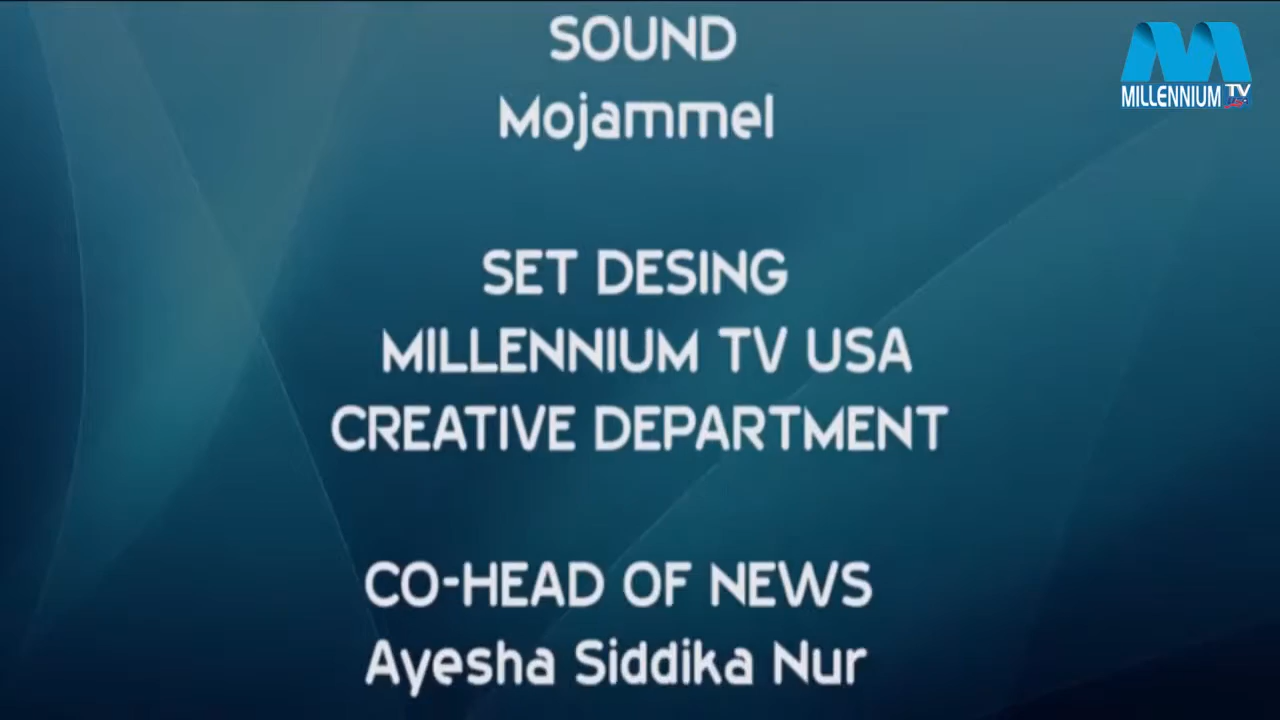 SOUND
Mojammel
SET DESING
MILLENNIUM TV USA
CREATIVE DEPARTMENT
CO-HEAD OF NEWS
Ayesha Siddika Nur
MILLENNIUM TV